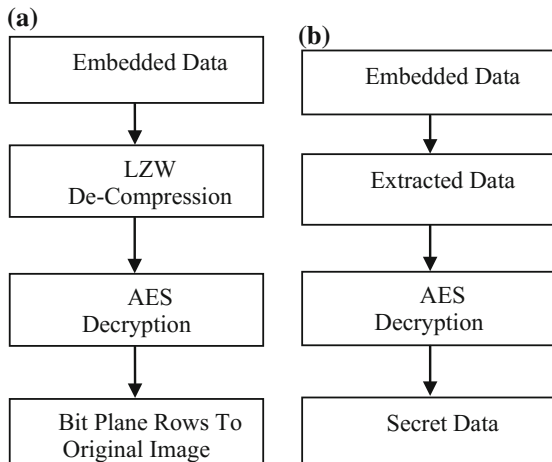 (a)
Embedded Data
LZW
De-Compression
AES
Decryption
Bit Plane Rows To
Original Image
(b)
Embedded Data
Extracted Data
AES
Decryption
Secret Data